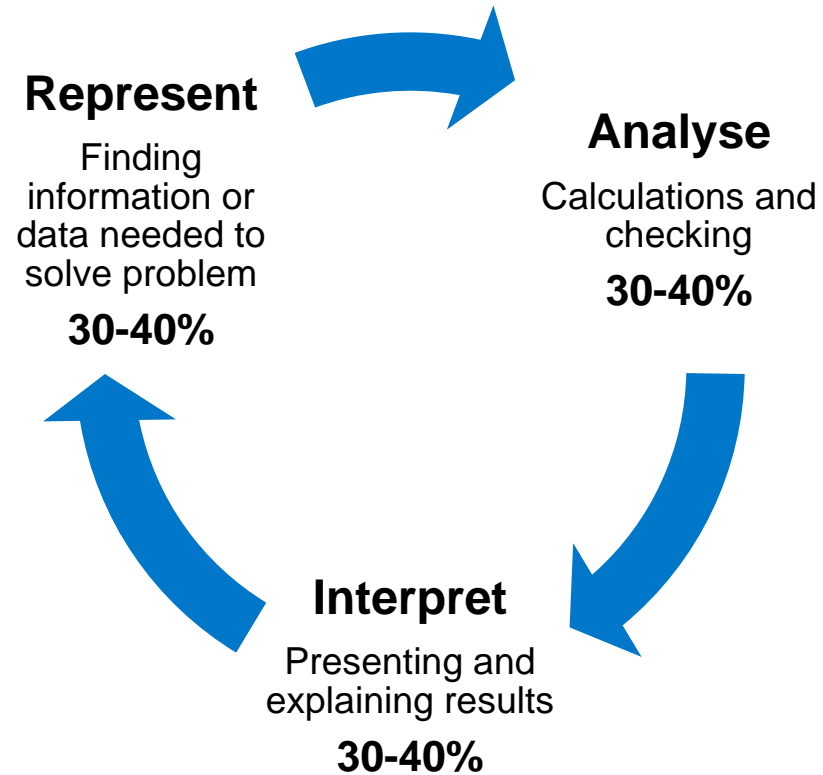 Represent
Finding
information or
data needed to
solve problem
30-40%
Analyse
Calculations and
checking
30-40%
Interpret
Presenting and
explaining results
30-40%